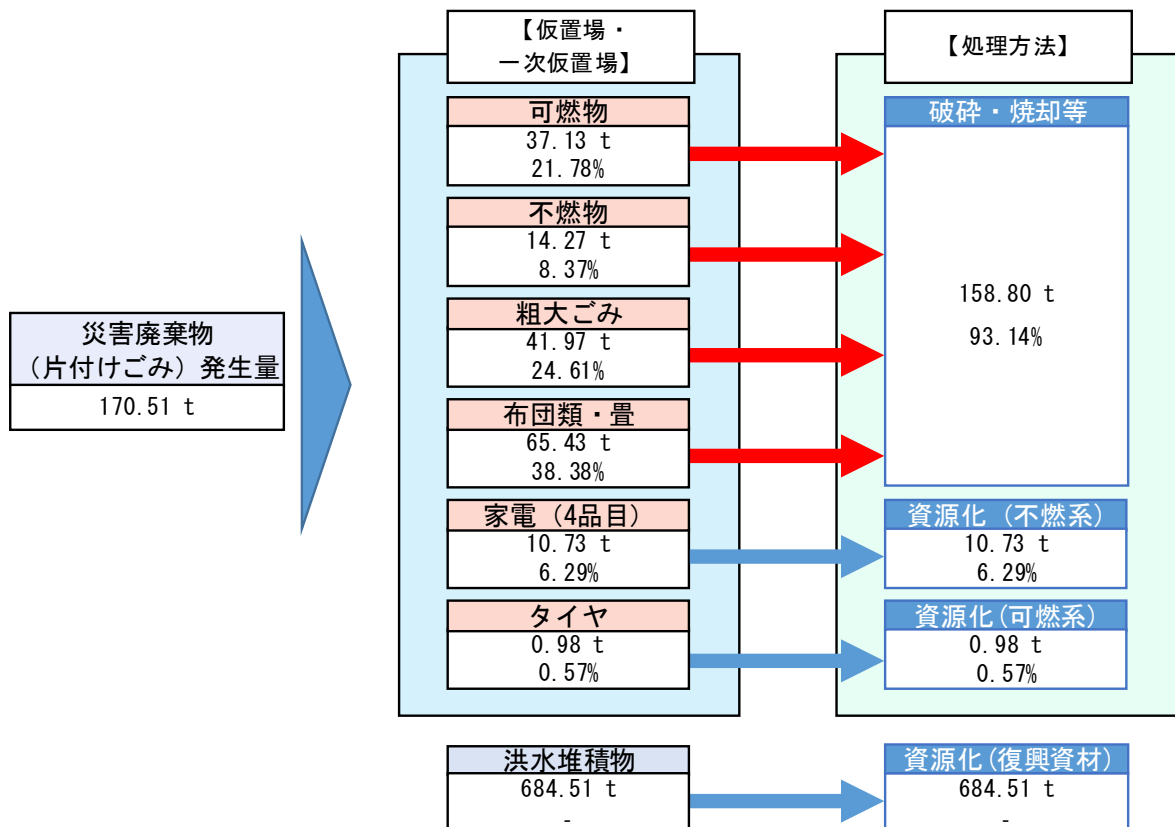 災害廃棄物
（片付けごみ）発生量
170.51 t
【仮置場・
一次仮置場】
可燃物
37.13 t
21.78%
不燃物
14.27 t
8.37%
粗大ごみ
41.97 t
24.61%
布団類・畳
65.43 t
38.38%
家電（4品目）
10.73 t
6.29%
タイヤ
0.98 t
0.57%
洪水堆積物
684.51 t
-
【処理方法】
破砕・焼却等
158.80 t
93.14%
資源化（不燃系）
10.73 t
6.29%
資源化(可燃系)
0.98 t
0.57%
資源化(復興資材)
684.51 t
-